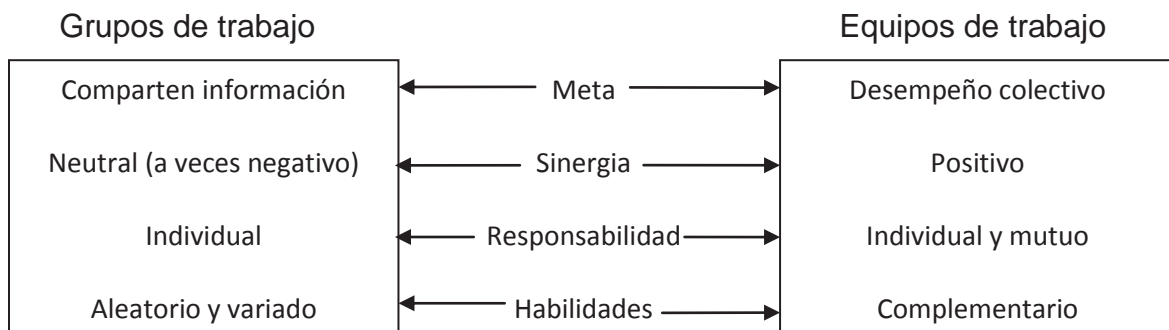 Grupos de trabajo Equipos de trabajo
Comparten información Meta Desempeño colectivo
Neutral (a veces negativo) Sinergia Positivo
Individual Responsabilidad Individual y mutuo
Aleatorio y variado Habilidades Complementario